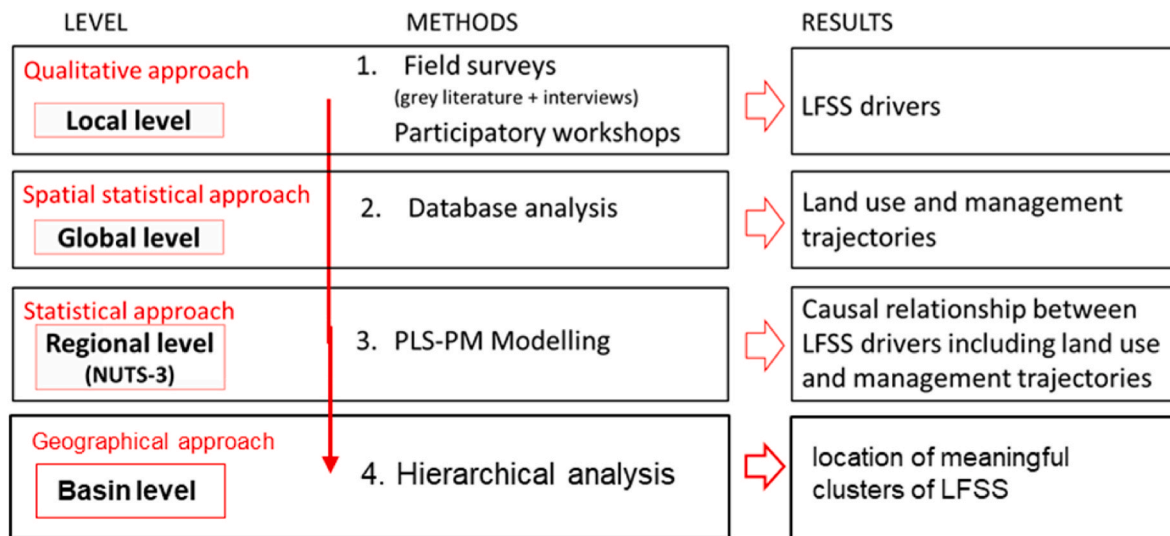 LEVEL METHODS RESULTS
Qualitative approach
Local level
1. Field surveys
(grey literature + interviews)
Participatory workshops
LFSS drivers
Spatial statistical approach
Global level
2. Database analysis
Land use and management
trajectories
Statistical approach
Regional level
(NUTS-3)
3. PLS-PM Modelling
Causal relationship between
LFSS drivers including land use
and management trajectories
Geographical approach
Basin level
4. Hierarchical analysis
location of meaningful
clusters of LFSS